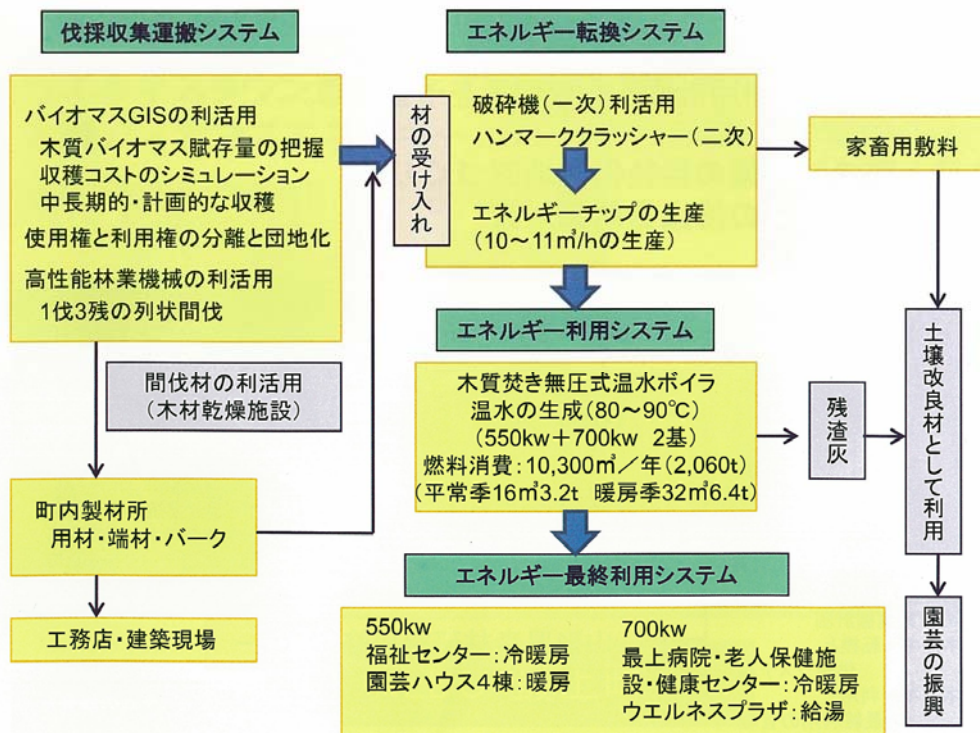 伐採収集運搬システム
バイオマスGISの利活用
木質バイオマス賦存量の把握
収穫コストのシミュレーション
中長期的・計画的な収穫
使用権と利用権の分離と団地化
高性能林業機械の利活用
1伐3残の列状間伐
間伐材の利活用
(木材乾燥施設)
町内製材所
用材・端材・バーク
工務店・建築現場
材の受け入れ
エネルギー転換システム
破砕機(一次)利活用
ハンマーククラッシャー(二次)
エネルギーチップの生産
(10～11㎥/hの生産)
エネルギー利用システム
木質焚き無圧式温水ボイラ
温水の生成(80～90℃)
(550kw＋700kw 2基)
燃料消費：10,300㎥／年(2,060t)
(平常季16㎥3.2t 暖房季32㎥6.4t)
エネルギー最終利用システム
550kw
福祉センター：冷暖房
園芸ハウス4棟：暖房
700kw
最上病院・老人保健施
設・健康センター：冷暖房
ウエルネスプラザ：給湯
家畜用敷料
残渣灰
土壌改良材として利用
園芸の振興